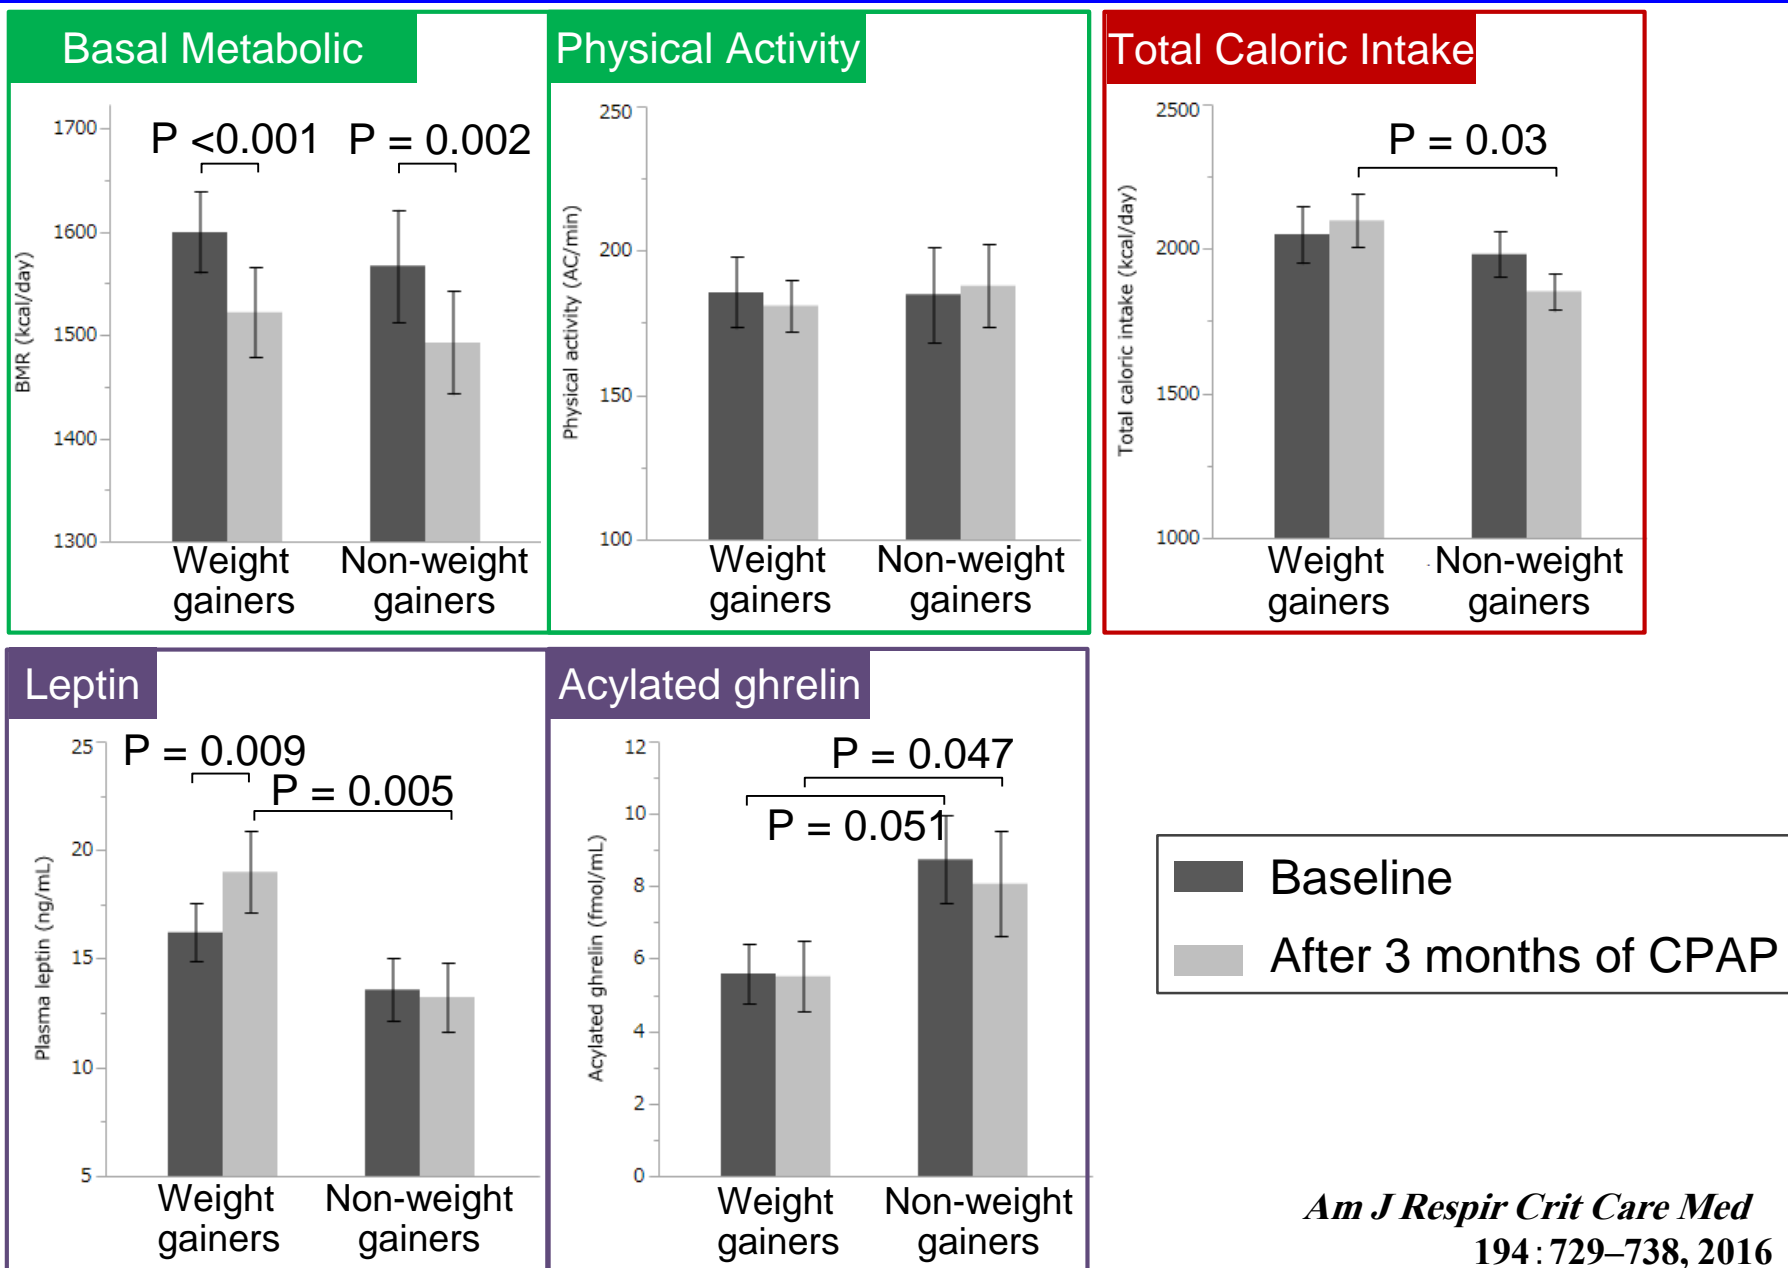 Basal Metabolic
1700
1600
1500
1400
1300
BMR (kcal/day)
P <0.001
P = 0.002
Weight
gainers
Non-weight
gainers
Physical Activity
250
200
150
100
Physical activity (AC/min)
Weight
gainers
Non-weight
gainers
Total Caloric Intake
2500
2000
1500
1000
Total caloric intake (kcal/day)
P = 0.03
Weight
gainers
Non-weight
gainers
Leptin
25
20
15
10
5
Plasma leptin (ng/mL)
P = 0.009
P = 0.005
Weight
gainers
Non-weight
gainers
Acylated ghrelin
12
10
8
6
4
2
0
Acylated ghrelin (fmol/mL)
P = 0.047
P = 0.051
Weight
gainers
Non-weight
gainers
Baseline
After 3 months of CPAP
Am J Respir Crit Care Med
194:729–738, 2016